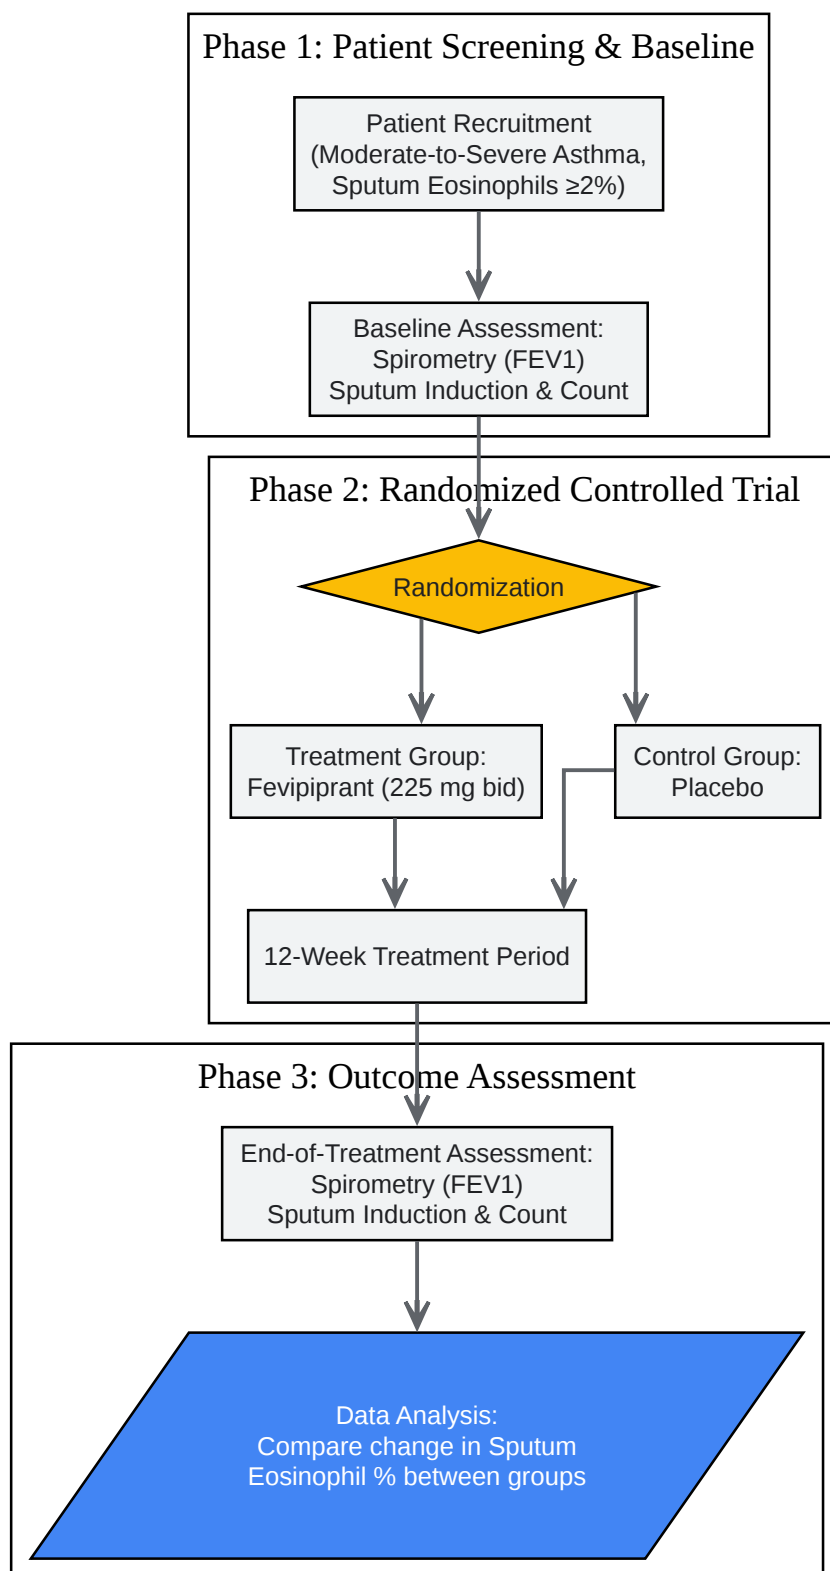 Phase 1: Patient Screening & Baseline
Patient Recruitment
(Moderate-to-Severe Asthma,
Sputum Eosinophils ≥2%)
Baseline Assessment:
Spirometry (FEV1)
Sputum Induction & Count
Phase 2: Randomized Controlled Trial
Randomization
Treatment Group:
Fevipiprant (225 mg bid)
Control Group:
Placebo
12-Week Treatment Period
Phase 3: Outcome Assessment
End-of-Treatment Assessment:
Spirometry (FEV1)
Sputum Induction & Count
Data Analysis:
Compare change in Sputum
Eosinophil % between groups